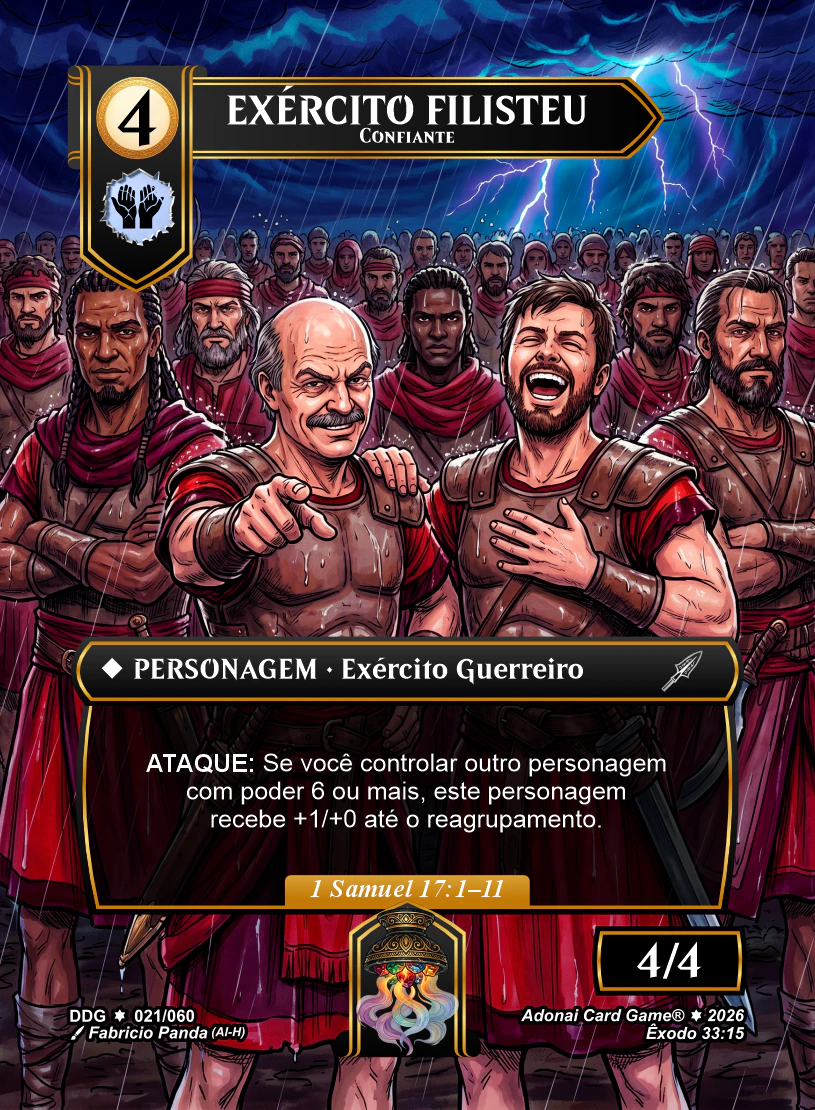 4
EXÉRCITO FILISTEU
CONFIANTE
PERSONAGEM · Exército Guerreiro
ATAQUE: Se você controlar outro personagem
com poder 6 ou mais, este personagem
recebe +1/+0 até o reagrupamento.
1 Samuel 17:1–11
4/4
DDG ✸ 021/060
Fabricio Panda (AI-H)
Adonai Card Game® ✸ 2026
Êxodo 33:15